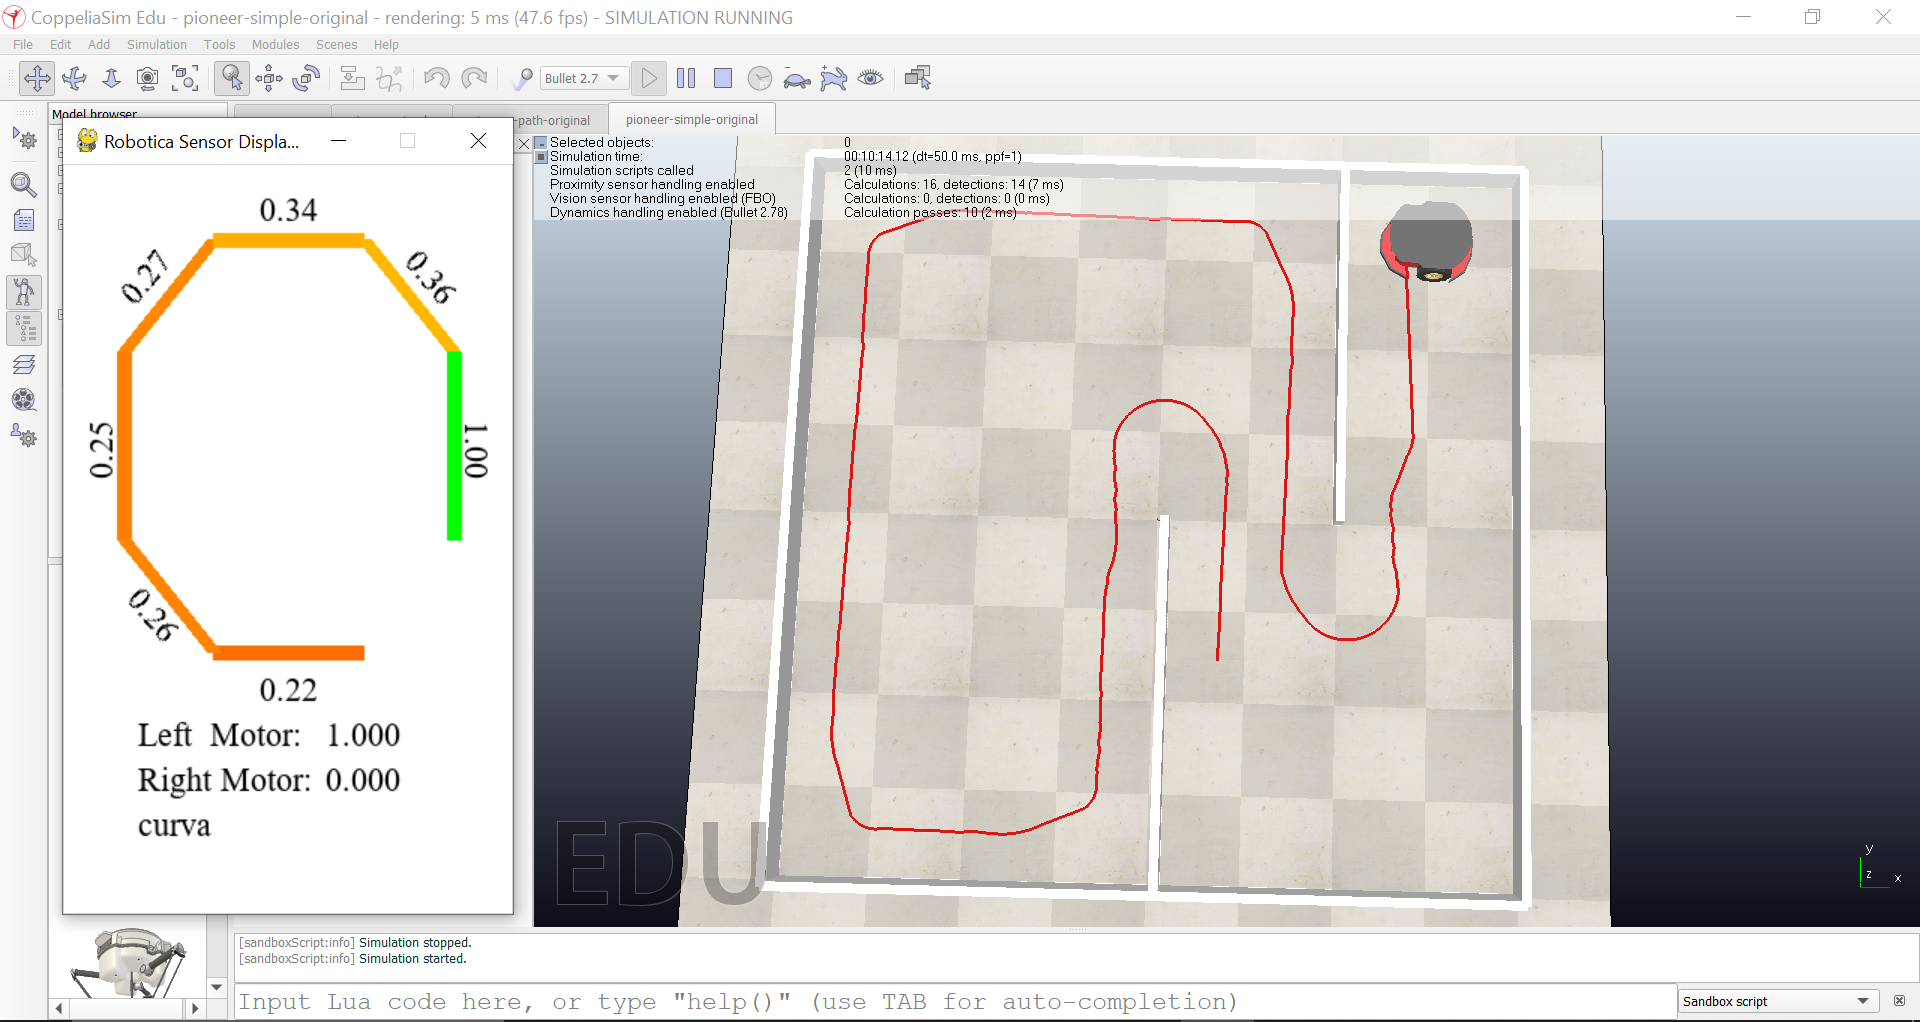 CoppeliaSim Edu - pioneer-simple-original - rendering: 5 ms (47.6 fps) - SIMULATION RUNNING
File Edit Add Simulation Tools Modules Scenes Help
Bullet 2.7
Model browser
-path-original
pioneer-simple-original
Robotica Sensor Displa...
Selected objects: 0
Simulation time: 00:10:14.12 (dt=50.0 ms, ppf=1)
Simulation scripts called 2 (10 ms)
Proximity sensor handling enabled Calculations: 16, detections: 14 (7 ms)
Vision sensor handling enabled (FBO) Calculations: 0, detections: 0 (0 ms)
Dynamics handling enabled (Bullet 2.78) Calculation passes: 10 (2 ms)
0.34
0.27
0.36
0.25
1.00
0.26
0.22
Left Motor: 1.000
Right Motor: 0.000
curva
EDU
y
z x
[sandboxScript:info] Simulation stopped.
[sandboxScript:info] Simulation started.
Input Lua code here, or type "help()" (use TAB for auto-completion)
Sandbox script